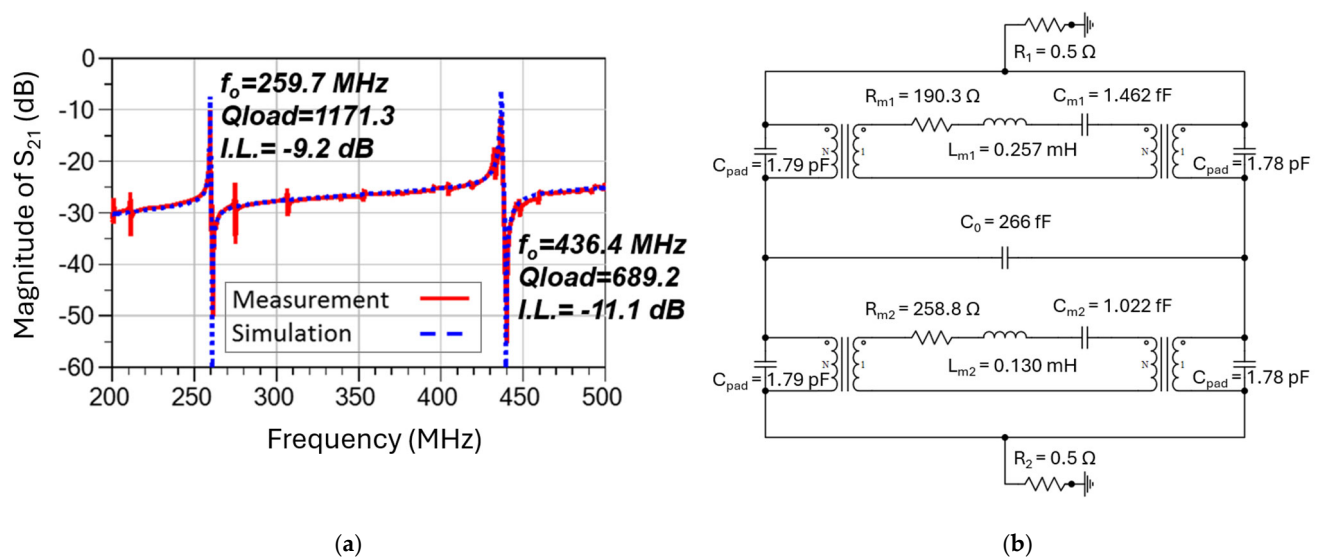 Magnitude of S21 (dB)
0
-10
-20
-30
-40
-50
-60
200
250
300
350
400
450
500
Frequency (MHz)
fo=259.7 MHz
Qload=1171.3
I.L.= -9.2 dB
fo=436.4 MHz
Qload=689.2
I.L.= -11.1 dB
Measurement
Simulation
(a)
R1 = 0.5 Ω
Rm1 = 190.3 Ω
Cm1 = 1.462 fF
N
1
N
1
Cpad = 1.79 pF
Lm1 = 0.257 mH
Cpad = 1.78 pF
C0 = 266 fF
Rm2 = 258.8 Ω
Cm2 = 1.022 fF
N
1
N
1
Cpad = 1.79 pF
Lm2 = 0.130 mH
Cpad = 1.78 pF
R2 = 0.5 Ω
(b)